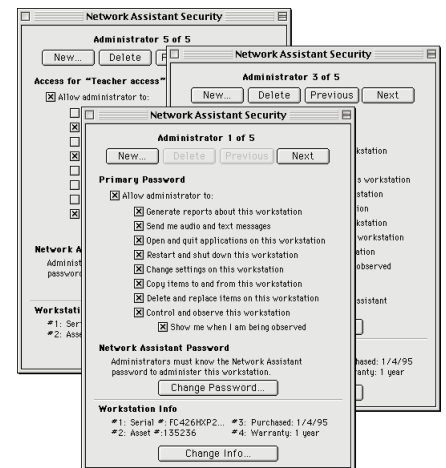 Network Assistant Security
Administrator 5 of 5
New...
Delete
Access for “Teacher access”
Allow administrator to:
Network A
Administ
password
Workstati
#1: Ser
#2: Asse
Network Assistant Security
Administrator 3 of 5
New...
Delete
Previous
Next
kstation
s workstation
station
ion
kstation
workstation
ation
observed
ssistant
hased: 1/4/95
ranty: 1 year
Network Assistant Security
Administrator 1 of 5
New...
Delete
Previous
Next
Primary Password
Allow administrator to:
Generate reports about this workstation
Send me audio and text messages
Open and quit applications on this workstation
Restart and shut down this workstation
Change settings on this workstation
Copy items to and from this workstation
Delete and replace items on this workstation
Control and observe this workstation
Show me when I am being observed
Network Assistant Password
Administrators must know the Network Assistant
password to administer this workstation.
Change Password...
Workstation Info
#1: Serial #: FC426HXP2... #3: Purchased: 1/4/95
#2: Asset #:135236 #4: Warranty: 1 year
Change Info...